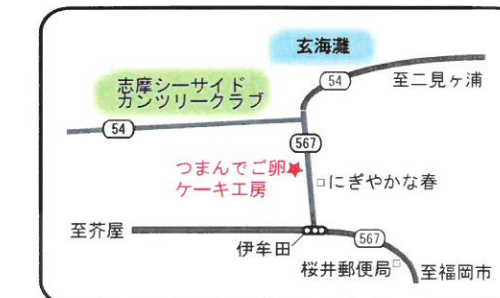 玄海灘
54
至二見ヶ浦
志摩シーサイド
カンツリークラブ
54
567
つまんでご卵
ケーキ工房
にぎやかな春
至芥屋
伊牟田
567
桜井郵便局
至福岡市